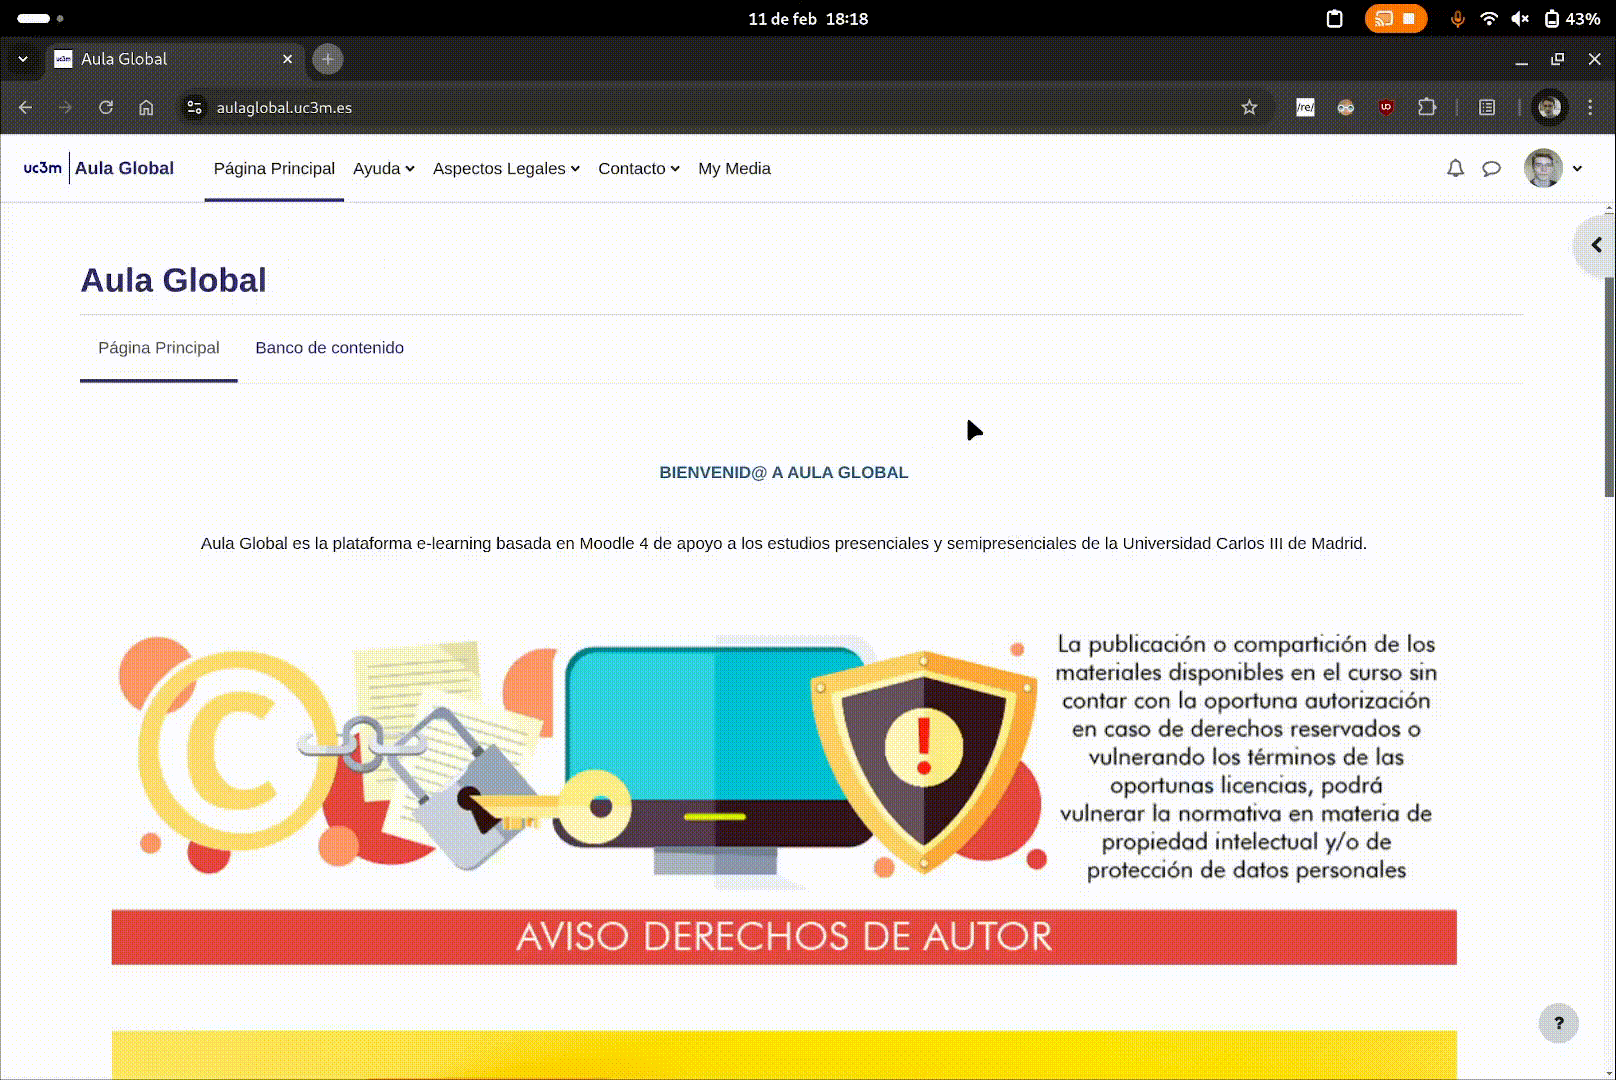 11 de feb 18:18
43%
uc3m
Aula Global
aulaglobal.uc3m.es
/re/
uc3m
Aula Global
Página Principal
Ayuda
Aspectos Legales
Contacto
My Media
Aula Global
Página Principal
Banco de contenido
BIENVENID@ A AULA GLOBAL
Aula Global es la plataforma e-learning basada en Moodle 4 de apoyo a los estudios presenciales y semipresenciales de la Universidad Carlos III de Madrid.
C
!
La publicación o compartición de los
materiales disponibles en el curso sin
contar con la oportuna autorización
en caso de derechos reservados o
vulnerando los términos de las
oportunas licencias, podrá
vulnerar la normativa en materia de
propiedad intelectual y/o de
protección de datos personales
AVISO DERECHOS DE AUTOR
?